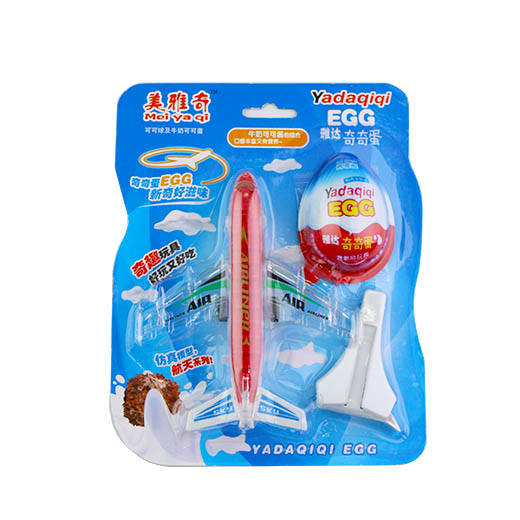 美雅奇
Mei ya qi
可可球及牛奶可可酱
Yadaqiqi
EGG
雅达奇奇蛋
牛奶可可酱的组合
口感丰富又有营养~
奇奇蛋EGG
新奇好滋味
Yadaqiqi
EGG
雅达奇奇蛋
奇趣玩具
好玩又好吃
AIRLINER
AIR
AIR
仿真模型,
航天系列!
SKU
SKU
YADAQIQI EGG